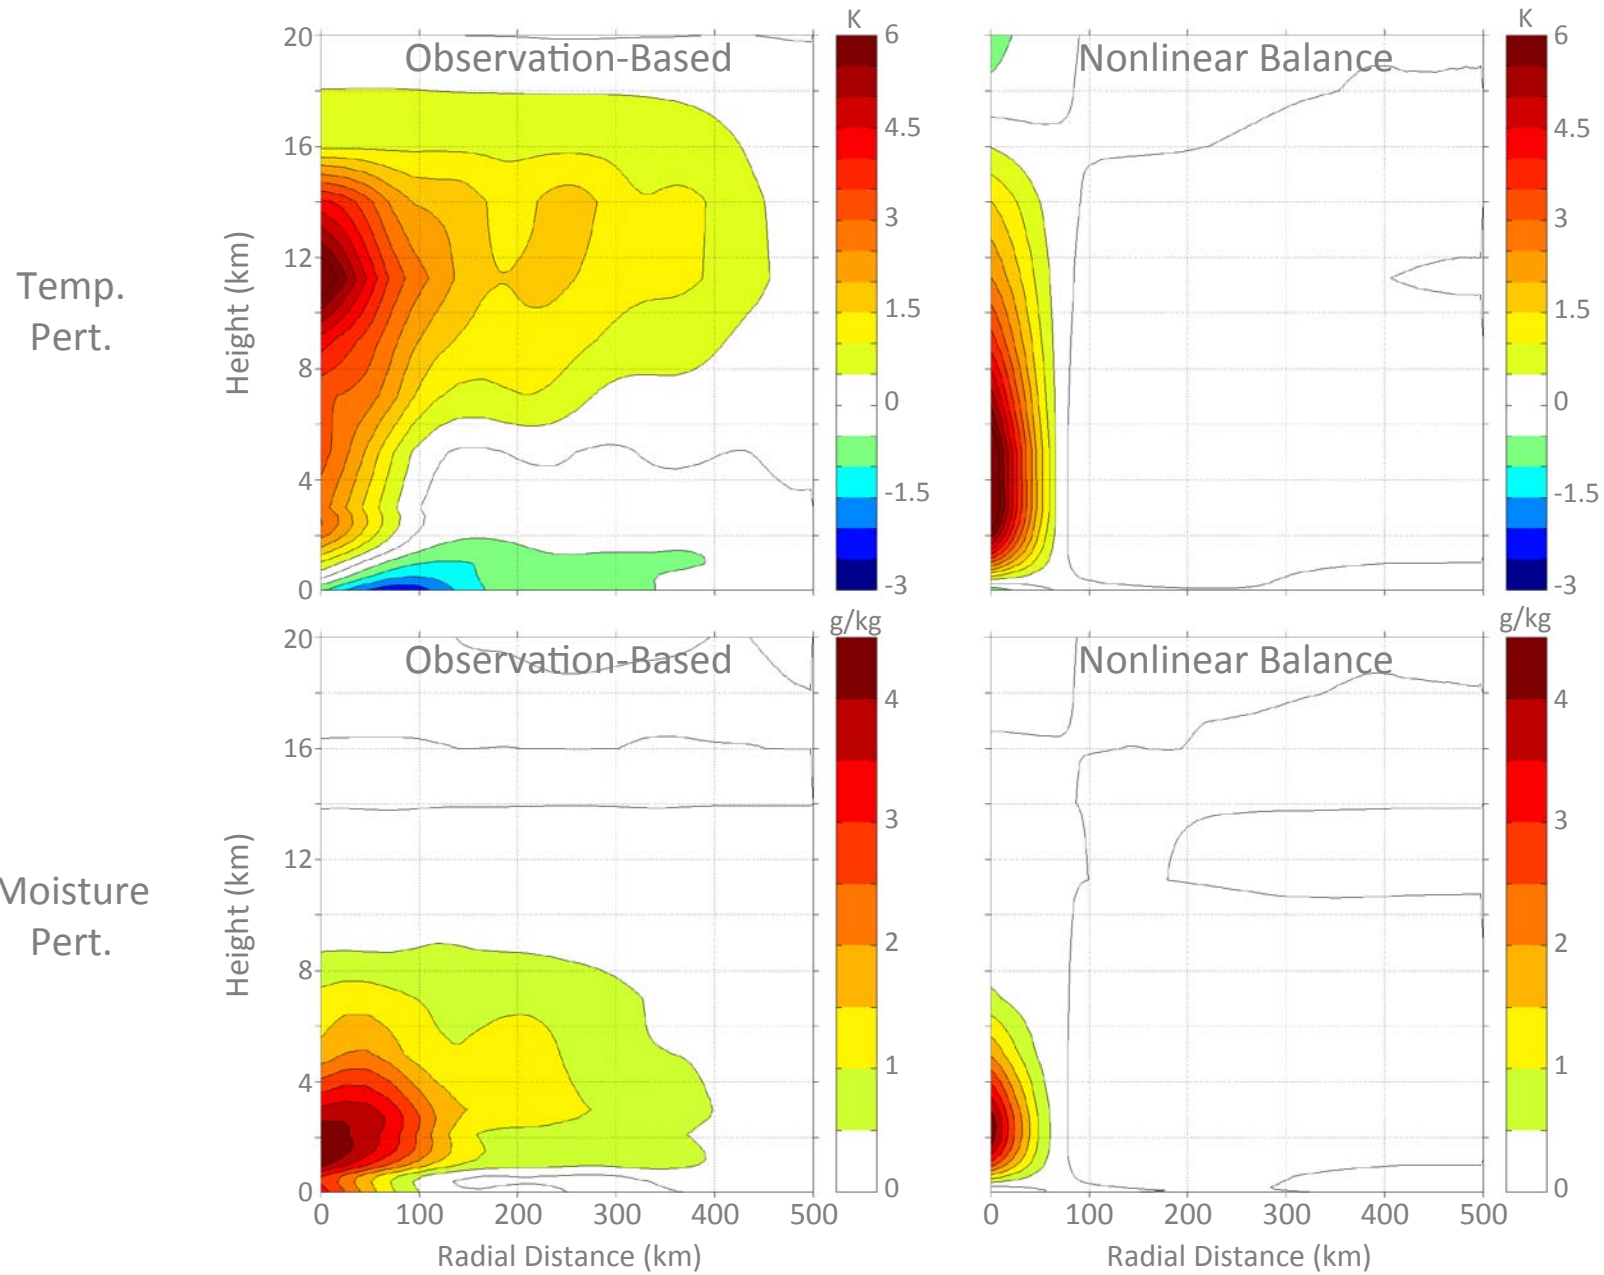 K
6
4.5
3
1.5
0
-1.5
-3
K
6
4.5
3
1.5
0
-1.5
-3
Observation-Based
Nonlinear Balance
20
16
12
8
4
0
Height (km)
Temp.
Pert.
g/kg
4
3
2
1
0
g/kg
4
3
2
1
0
Observation-Based
Nonlinear Balance
20
16
12
8
4
0
Height (km)
Moisture
Pert.
0 100 200 300 400 500
0 100 200 300 400 500
Radial Distance (km)
Radial Distance (km)